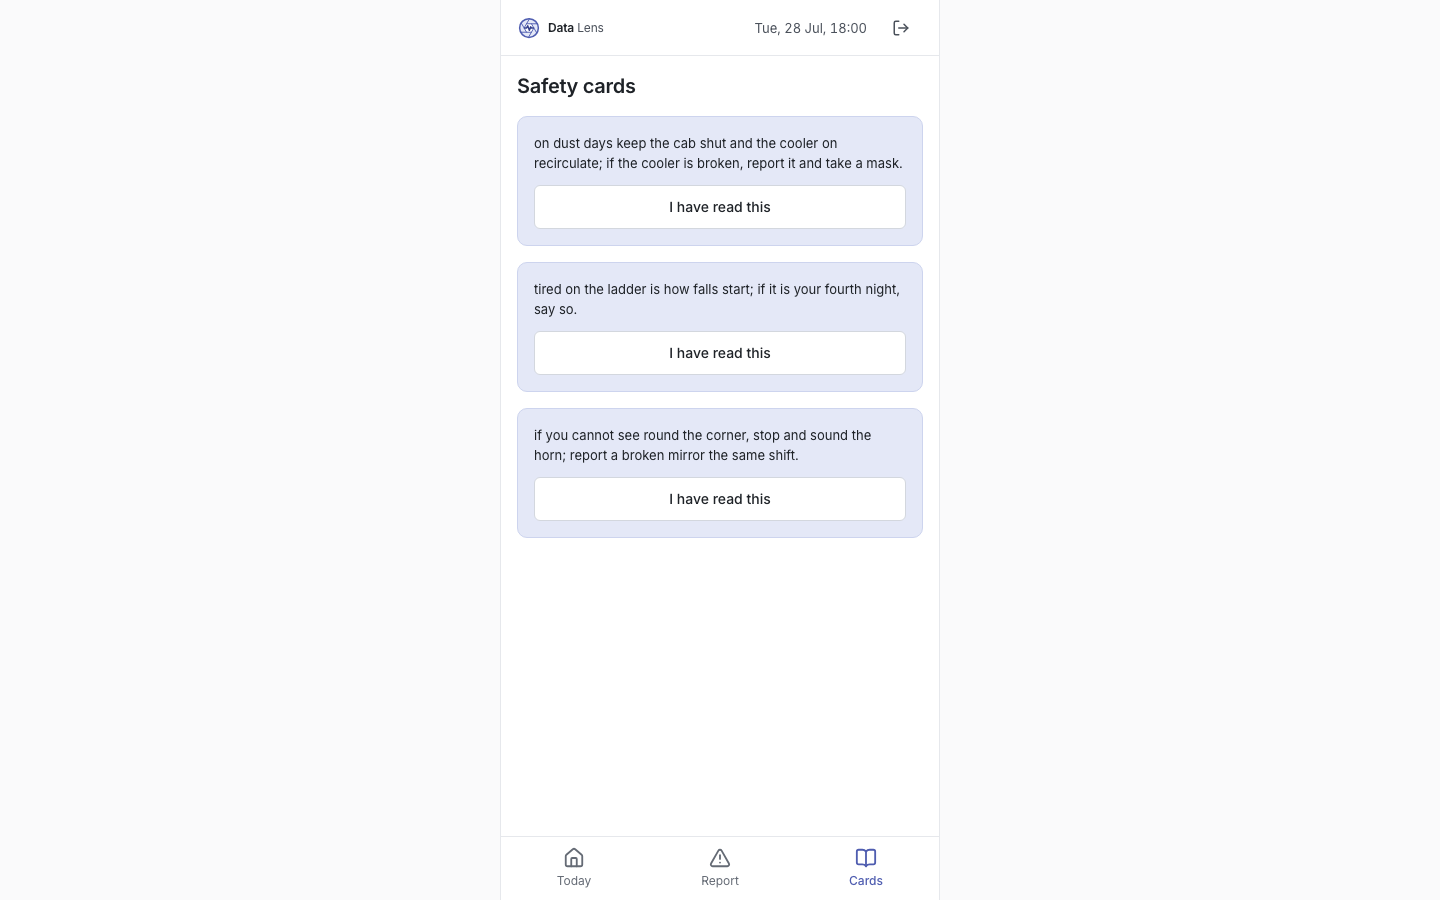 Data Lens
Tue, 28 Jul, 18:00
Safety cards
on dust days keep the cab shut and the cooler on
recirculate; if the cooler is broken, report it and take a mask.
I have read this
tired on the ladder is how falls start; if it is your fourth night,
say so.
I have read this
if you cannot see round the corner, stop and sound the
horn; report a broken mirror the same shift.
I have read this
Today
Report
Cards